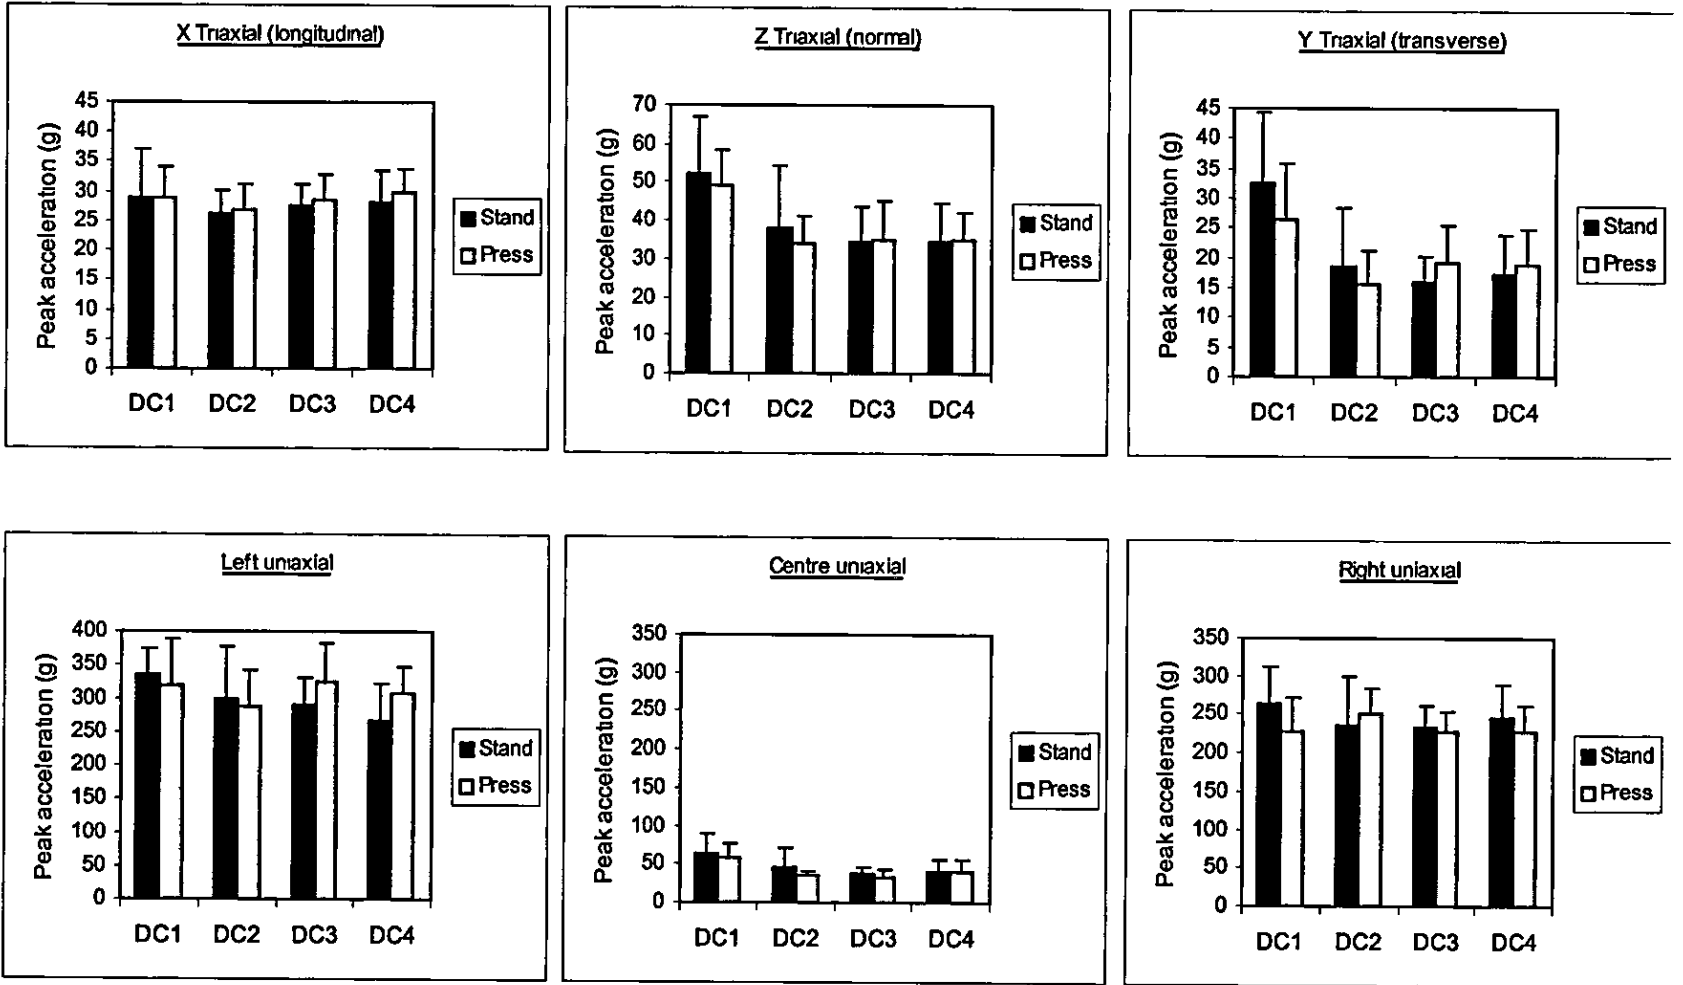 X Triaxial (longitudinal)
Peak acceleration (g)
45
40
35
30
25
20
15
10
5
0
DC1 DC2 DC3 DC4
Stand
Press
Z Triaxial (normal)
Peak acceleration (g)
70
60
50
40
30
20
10
0
DC1 DC2 DC3 DC4
Stand
Press
Y Triaxial (transverse)
Peak acceleration (g)
45
40
35
30
25
20
15
10
5
0
DC1 DC2 DC3 DC4
Stand
Press
Left uniaxial
Peak acceleration (g)
400
350
300
250
200
150
100
50
0
DC1 DC2 DC3 DC4
Stand
Press
Centre uniaxial
Peak acceleration (g)
350
300
250
200
150
100
50
0
DC1 DC2 DC3 DC4
Stand
Press
Right uniaxial
Peak acceleration (g)
350
300
250
200
150
100
50
0
DC1 DC2 DC3 DC4
Stand
Press